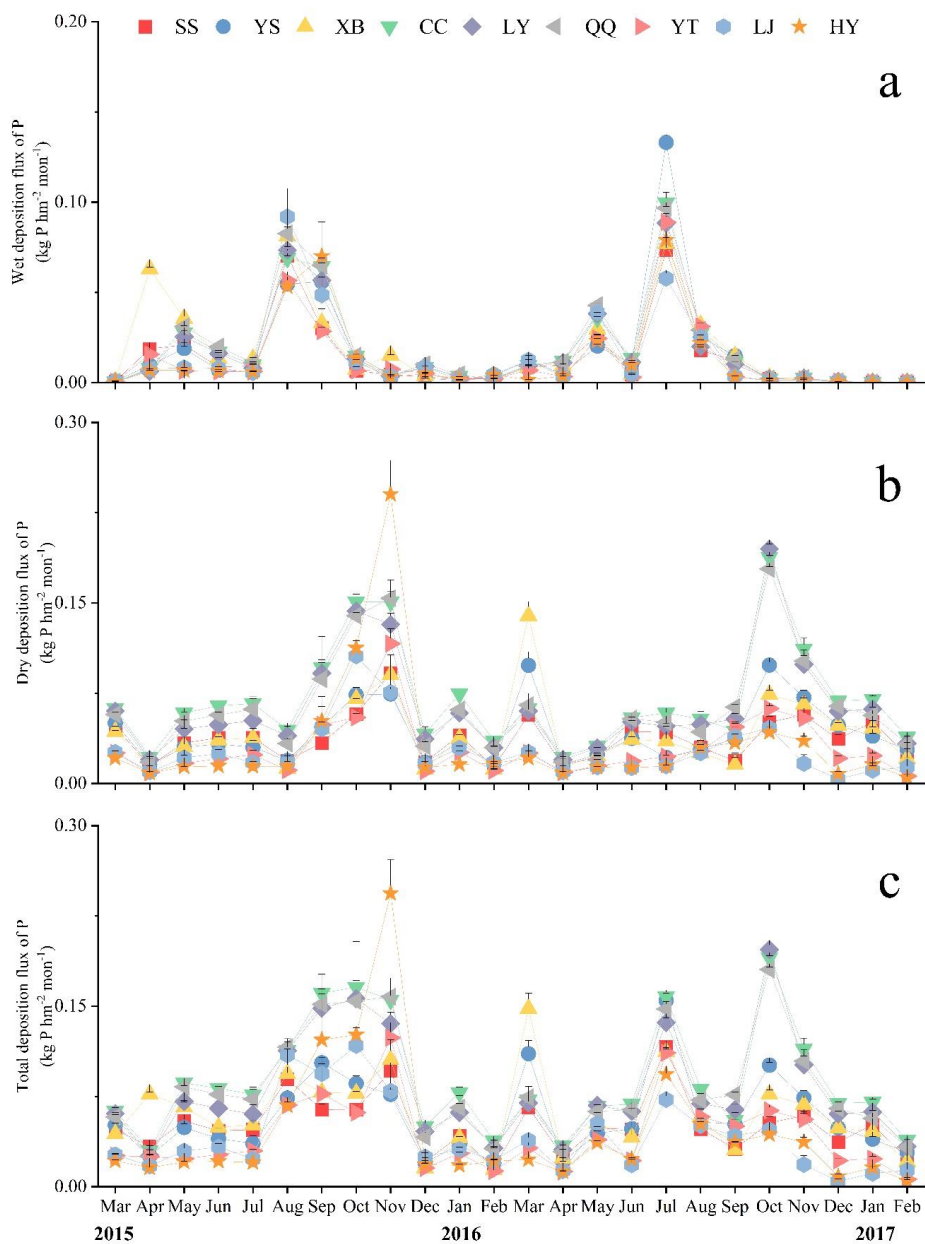 SS YS XB CC LY QQ YT LJ HY
a
0.20
0.10
0.00
Wet deposition flux of P
(kg P hm⁻² mon⁻¹)
b
0.30
0.15
0.00
Dry deposition flux of P
(kg P hm⁻² mon⁻¹)
c
0.30
0.15
0.00
Total deposition flux of P
(kg P hm⁻² mon⁻¹)
Mar Apr May Jun Jul Aug Sep Oct Nov Dec Jan Feb Mar Apr May Jun Jul Aug Sep Oct Nov Dec Jan Feb
2015 2016 2017